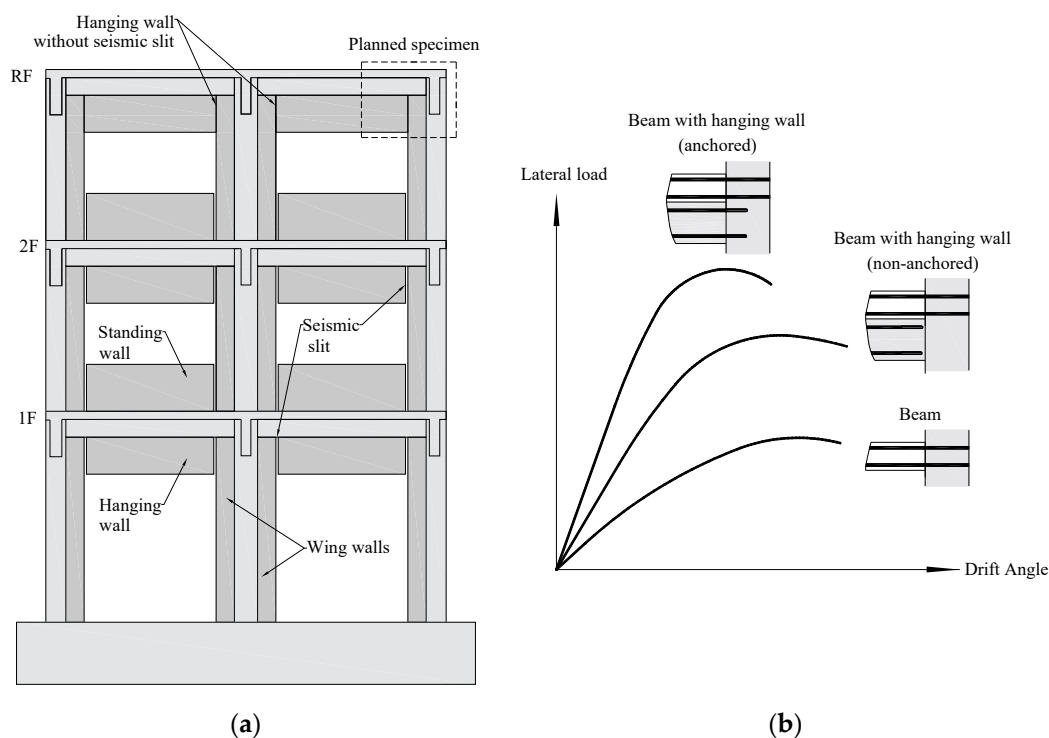 Hanging wall
without seismic slit
Planned specimen
RF
2F
Standing
wall
Seismic
slit
1F
Hanging
wall
Wing walls
(a)
Beam with hanging wall
(anchored)
Lateral load
Beam with hanging wall
(non-anchored)
Beam
Drift Angle
(b)